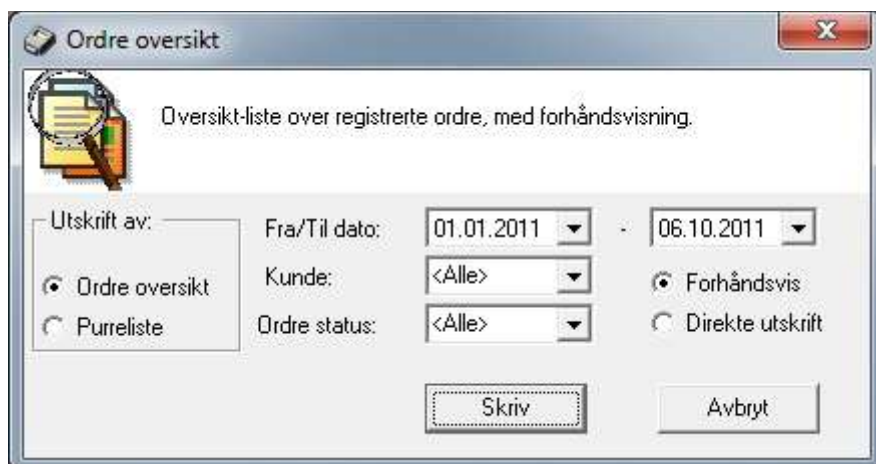 Ordre oversikt
Oversikt-liste over registrerte ordre, med forhåndsvisning.
Utskrift av:
Ordre oversikt
Purreliste
Fra/Til dato: 01.01.2011 - 06.10.2011
Kunde: <Alle>
Ordre status: <Alle>
Forhåndsvis
Direkte utskrift
Skriv
Avbryt